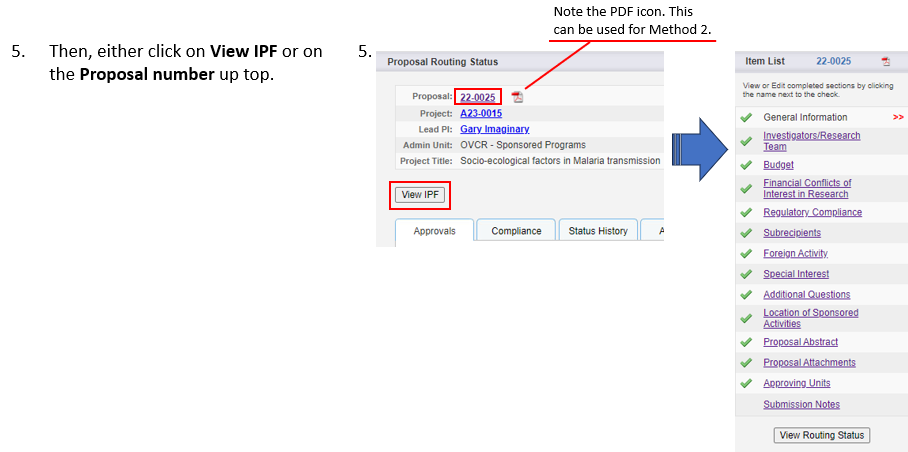 Note the PDF icon. This
can be used for Method 2.
5. Then, either click on View IPF or on
the Proposal number up top.
5.
Proposal Routing Status
Proposal: 22-0025
Project: A23-0015
Lead PI: Gary Imaginary
Admin Unit: OVCR - Sponsored Programs
Project Title: Socio-ecological factors in Malaria transmission
View IPF
Approvals Compliance Status History A
Item List 22-0025
View or Edit completed sections by clicking
the name next to the check.
General Information >>
Investigators/Research
Team
Budget
Financial Conflicts of
Interest in Research
Regulatory Compliance
Subrecipients
Foreign Activity
Special Interest
Additional Questions
Location of Sponsored
Activities
Proposal Abstract
Proposal Attachments
Approving Units
Submission Notes
View Routing Status